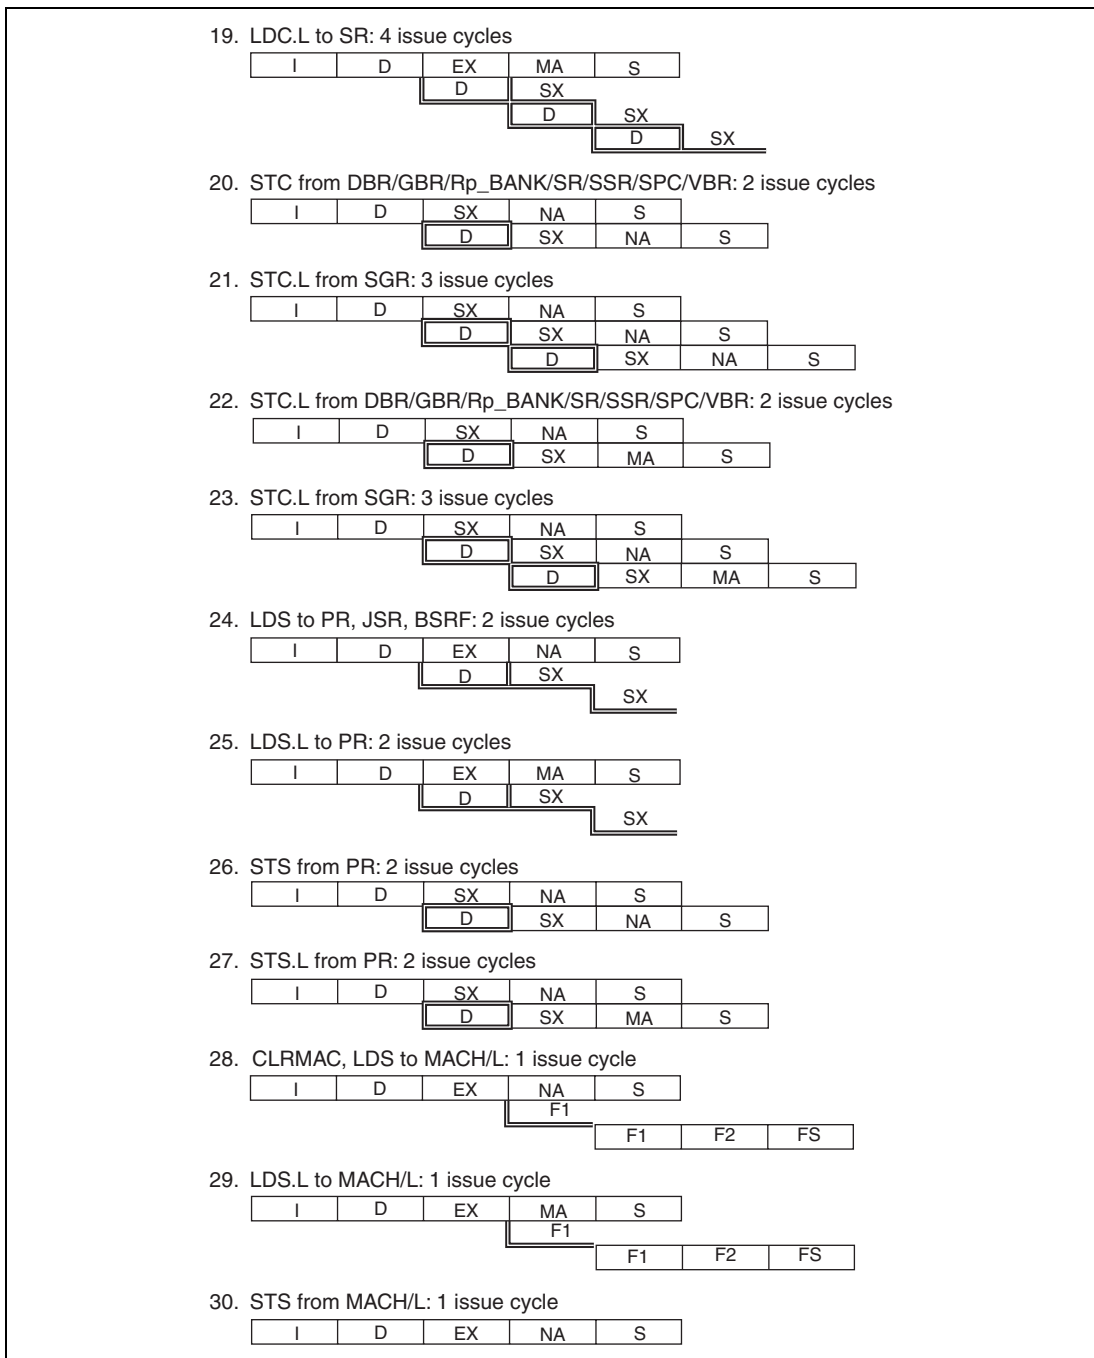 19. LDC.L to SR: 4 issue cycles
I D EX MA S
D SX
D SX
D SX
20. STC from DBR/GBR/Rp_BANK/SR/SSR/SPC/VBR: 2 issue cycles
I D SX NA S
D SX NA S
21. STC.L from SGR: 3 issue cycles
I D SX NA S
D SX NA S
D SX NA S
22. STC.L from DBR/GBR/Rp_BANK/SR/SSR/SPC/VBR: 2 issue cycles
I D SX NA S
D SX MA S
23. STC.L from SGR: 3 issue cycles
I D SX NA S
D SX NA S
D SX MA S
24. LDS to PR, JSR, BSRF: 2 issue cycles
I D EX NA S
D SX
SX
25. LDS.L to PR: 2 issue cycles
I D EX MA S
D SX
SX
26. STS from PR: 2 issue cycles
I D SX NA S
D SX NA S
27. STS.L from PR: 2 issue cycles
I D SX NA S
D SX MA S
28. CLRMAC, LDS to MACH/L: 1 issue cycle
I D EX NA S
F1
F1 F2 FS
29. LDS.L to MACH/L: 1 issue cycle
I D EX MA S
F1
F1 F2 FS
30. STS from MACH/L: 1 issue cycle
I D EX NA S